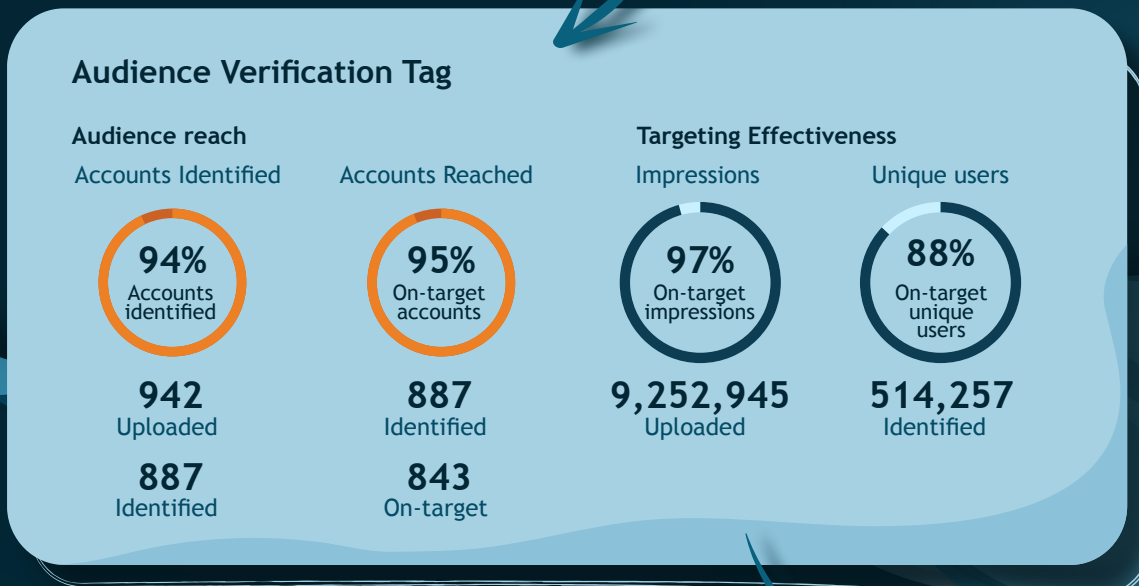 Audience Verification Tag
Audience reach
Accounts Identified
94%
Accounts
identified
942
Uploaded
887
Identified
Accounts Reached
95%
On-target
accounts
887
Identified
843
On-target
Targeting Effectiveness
Impressions
97%
On-target
impressions
9,252,945
Uploaded
Unique users
88%
On-target
unique
users
514,257
Identified